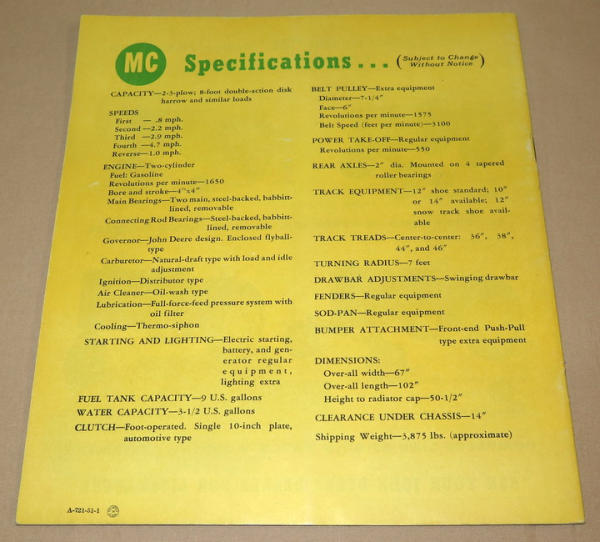 MC Specifications... (Subject to Change
Without Notice)
CAPACITY—2-3-plow; 8-foot double-action disk
harrow and similar loads
SPEEDS
First — .8 mph.
Second—2.2 mph.
Third —2.9 mph.
Fourth —4.7 mph.
Reverse—1.0 mph.
ENGINE—Two-cylinder
Fuel: Gasoline
Revolutions per minute—1650
Bore and stroke—4"x4"
Main Bearings—Two main, steel-backed, babbitt-
lined, removable
Connecting Rod Bearings—Steel-backed, babbitt-
lined, removable
Governor—John Deere design. Enclosed flyball-
type
Carburetor—Natural-draft type with load and idle
adjustment
Ignition—Distributor type
Air Cleaner—Oil-wash type
Lubrication—Full-force-feed pressure system with
oil filter
Cooling—Thermo-siphon
STARTING AND LIGHTING—Electric starting,
battery, and gen-
erator regular
equipment,
lighting extra
FUEL TANK CAPACITY—9 U.S. gallons
WATER CAPACITY—3-1/2 U.S. gallons
CLUTCH—Foot-operated. Single 10-inch plate,
automotive type
A-721-51-1
BELT PULLEY—Extra equipment
Diameter—7-1/4"
Face—6"
Revolutions per minute—1575
Belt Speed (feet per minute)—3100
POWER TAKE-OFF—Regular equipment
Revolutions per minute—550
REAR AXLES—2" dia. Mounted on 4 tapered
roller bearings
TRACK EQUIPMENT—12" shoe standard; 10"
or 14" available; 12"
snow track shoe avail-
able
TRACK TREADS—Center-to-center: 36", 38",
44", and 46"
TURNING RADIUS—7 feet
DRAWBAR ADJUSTMENTS—Swinging drawbar
FENDERS—Regular equipment
SOD-PAN—Regular equipment
BUMPER ATTACHMENT—Front-end Push-Pull
type extra equipment
DIMENSIONS:
Over-all width—67"
Over-all length—102"
Height to radiator cap—50-1/2"
CLEARANCE UNDER CHASSIS—14"
Shipping Weight—3,875 lbs. (approximate)